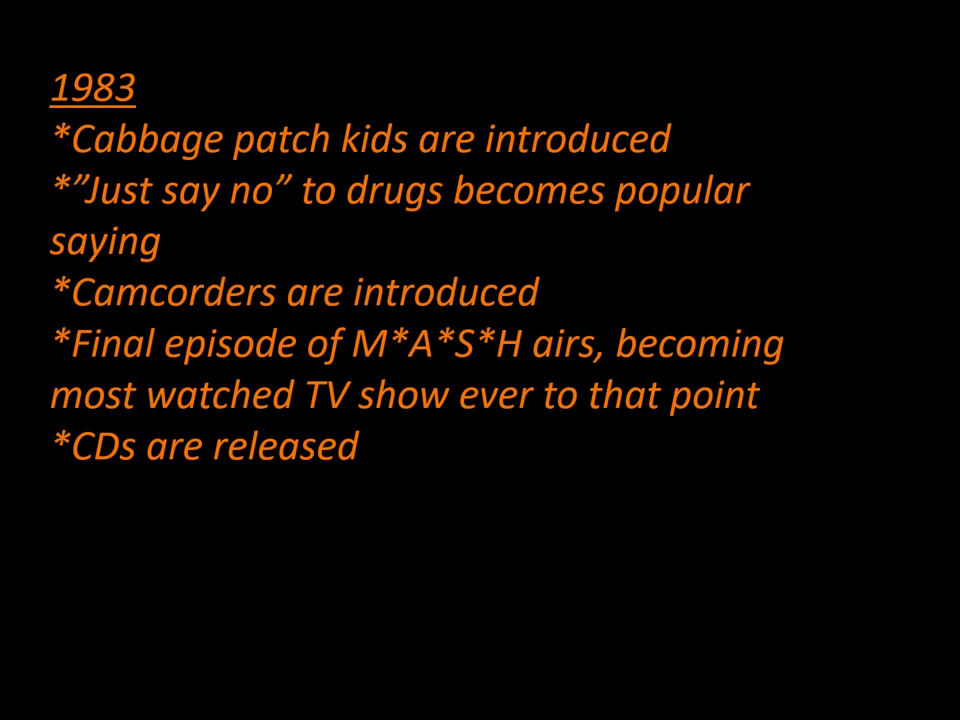 1983
*Cabbage patch kids are introduced
*”Just say no” to drugs becomes popular
saying
*Camcorders are introduced
*Final episode of M*A*S*H airs, becoming
most watched TV show ever to that point
*CDs are released